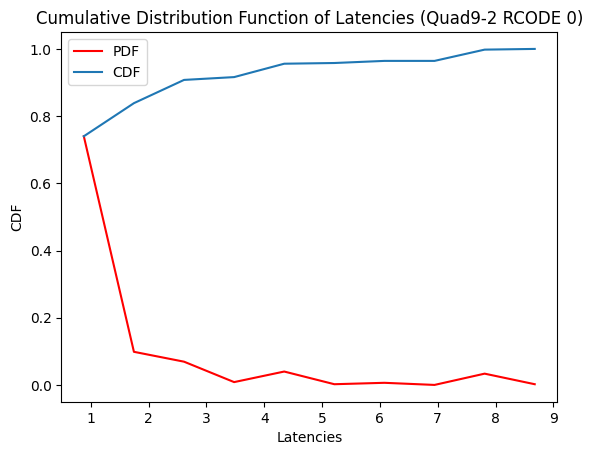 Cumulative Distribution Function of Latencies (Quad9-2 RCODE 0)
PDF
CDF
1.0
0.8
0.6
0.4
0.2
0.0
CDF
1 2 3 4 5 6 7 8 9
Latencies